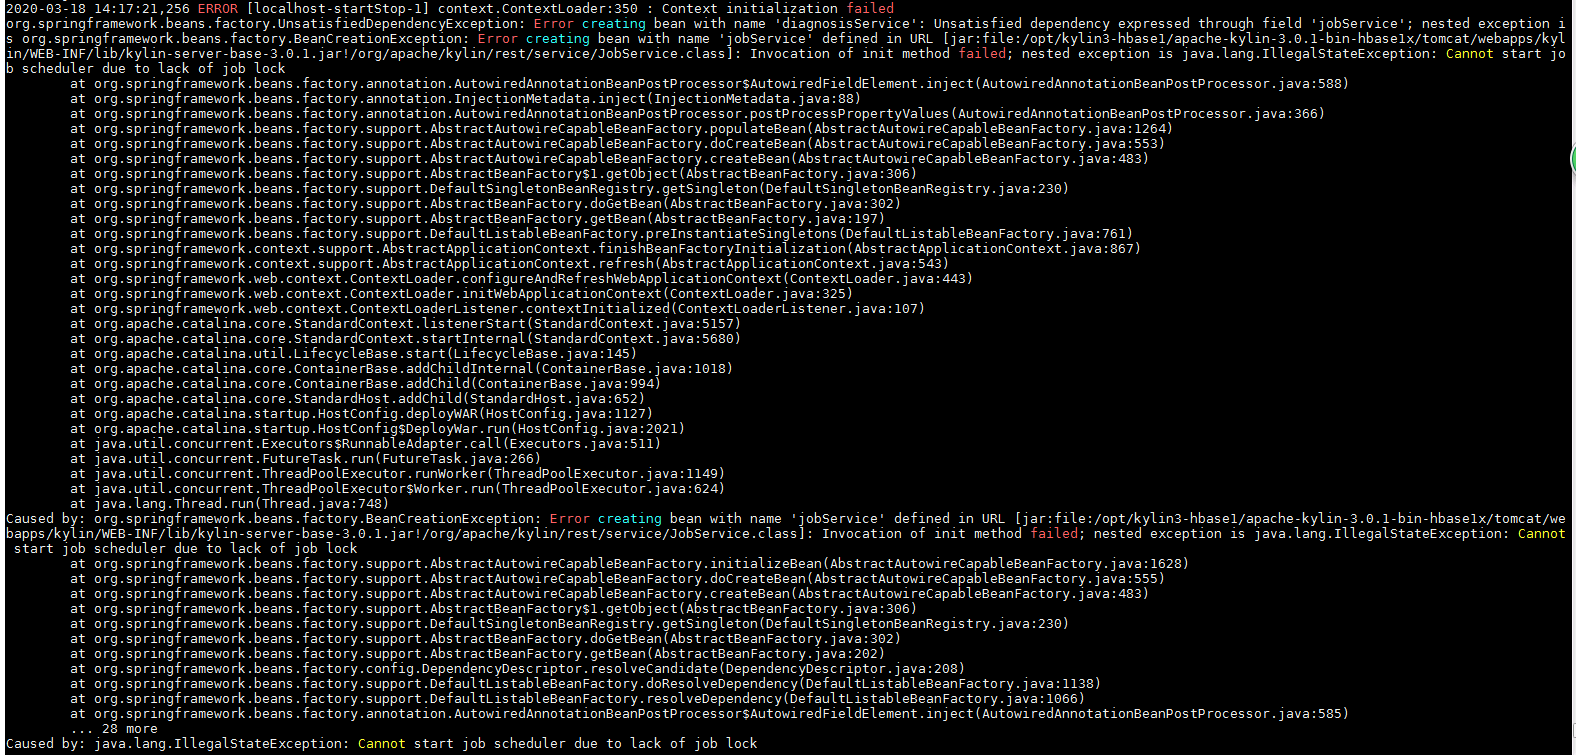 2020-03-18 14:17:21,256 ERROR [localhost-startStop-1] context.ContextLoader:350 : Context initialization failed
org.springframework.beans.factory.UnsatisfiedDependencyException: Error creating bean with name 'diagnosisService': Unsatisfied dependency expressed through field 'jobService'; nested exception i
s org.springframework.beans.factory.BeanCreationException: Error creating bean with name 'jobService' defined in URL [jar:file:/opt/kylin3-hbase1/apache-kylin-3.0.1-bin-hbase1x/tomcat/webapps/kyl
in/WEB-INF/lib/kylin-server-base-3.0.1.jar!/org/apache/kylin/rest/service/JobService.class]: Invocation of init method failed; nested exception is java.lang.IllegalStateException: Cannot start jo
b scheduler due to lack of job lock
at org.springframework.beans.factory.annotation.AutowiredAnnotationBeanPostProcessor$AutowiredFieldElement.inject(AutowiredAnnotationBeanPostProcessor.java:588)
at org.springframework.beans.factory.annotation.InjectionMetadata.inject(InjectionMetadata.java:88)
at org.springframework.beans.factory.annotation.AutowiredAnnotationBeanPostProcessor.postProcessPropertyValues(AutowiredAnnotationBeanPostProcessor.java:366)
at org.springframework.beans.factory.support.AbstractAutowireCapableBeanFactory.populateBean(AbstractAutowireCapableBeanFactory.java:1264)
at org.springframework.beans.factory.support.AbstractAutowireCapableBeanFactory.doCreateBean(AbstractAutowireCapableBeanFactory.java:553)
at org.springframework.beans.factory.support.AbstractAutowireCapableBeanFactory.createBean(AbstractAutowireCapableBeanFactory.java:483)
at org.springframework.beans.factory.support.AbstractBeanFactory$1.getObject(AbstractBeanFactory.java:306)
at org.springframework.beans.factory.support.DefaultSingletonBeanRegistry.getSingleton(DefaultSingletonBeanRegistry.java:230)
at org.springframework.beans.factory.support.AbstractBeanFactory.doGetBean(AbstractBeanFactory.java:302)
at org.springframework.beans.factory.support.AbstractBeanFactory.getBean(AbstractBeanFactory.java:197)
at org.springframework.beans.factory.support.DefaultListableBeanFactory.preInstantiateSingletons(DefaultListableBeanFactory.java:761)
at org.springframework.context.support.AbstractApplicationContext.finishBeanFactoryInitialization(AbstractApplicationContext.java:867)
at org.springframework.context.support.AbstractApplicationContext.refresh(AbstractApplicationContext.java:543)
at org.springframework.web.context.ContextLoader.configureAndRefreshWebApplicationContext(ContextLoader.java:443)
at org.springframework.web.context.ContextLoader.initWebApplicationContext(ContextLoader.java:325)
at org.springframework.web.context.ContextLoaderListener.contextInitialized(ContextLoaderListener.java:107)
at org.apache.catalina.core.StandardContext.listenerStart(StandardContext.java:5157)
at org.apache.catalina.core.StandardContext.startInternal(StandardContext.java:5680)
at org.apache.catalina.util.LifecycleBase.start(LifecycleBase.java:145)
at org.apache.catalina.core.ContainerBase.addChildInternal(ContainerBase.java:1018)
at org.apache.catalina.core.ContainerBase.addChild(ContainerBase.java:994)
at org.apache.catalina.core.StandardHost.addChild(StandardHost.java:652)
at org.apache.catalina.startup.HostConfig.deployWAR(HostConfig.java:1127)
at org.apache.catalina.startup.HostConfig$DeployWar.run(HostConfig.java:2021)
at java.util.concurrent.Executors$RunnableAdapter.call(Executors.java:511)
at java.util.concurrent.FutureTask.run(FutureTask.java:266)
at java.util.concurrent.ThreadPoolExecutor.runWorker(ThreadPoolExecutor.java:1149)
at java.util.concurrent.ThreadPoolExecutor$Worker.run(ThreadPoolExecutor.java:624)
at java.lang.Thread.run(Thread.java:748)
Caused by: org.springframework.beans.factory.BeanCreationException: Error creating bean with name 'jobService' defined in URL [jar:file:/opt/kylin3-hbase1/apache-kylin-3.0.1-bin-hbase1x/tomcat/we
bapps/kylin/WEB-INF/lib/kylin-server-base-3.0.1.jar!/org/apache/kylin/rest/service/JobService.class]: Invocation of init method failed; nested exception is java.lang.IllegalStateException: Cannot
start job scheduler due to lack of job lock
at org.springframework.beans.factory.support.AbstractAutowireCapableBeanFactory.initializeBean(AbstractAutowireCapableBeanFactory.java:1628)
at org.springframework.beans.factory.support.AbstractAutowireCapableBeanFactory.doCreateBean(AbstractAutowireCapableBeanFactory.java:555)
at org.springframework.beans.factory.support.AbstractAutowireCapableBeanFactory.createBean(AbstractAutowireCapableBeanFactory.java:483)
at org.springframework.beans.factory.support.AbstractBeanFactory$1.getObject(AbstractBeanFactory.java:306)
at org.springframework.beans.factory.support.DefaultSingletonBeanRegistry.getSingleton(DefaultSingletonBeanRegistry.java:230)
at org.springframework.beans.factory.support.AbstractBeanFactory.doGetBean(AbstractBeanFactory.java:302)
at org.springframework.beans.factory.support.AbstractBeanFactory.getBean(AbstractBeanFactory.java:202)
at org.springframework.beans.factory.config.DependencyDescriptor.resolveCandidate(DependencyDescriptor.java:208)
at org.springframework.beans.factory.support.DefaultListableBeanFactory.doResolveDependency(DefaultListableBeanFactory.java:1138)
at org.springframework.beans.factory.support.DefaultListableBeanFactory.resolveDependency(DefaultListableBeanFactory.java:1066)
at org.springframework.beans.factory.annotation.AutowiredAnnotationBeanPostProcessor$AutowiredFieldElement.inject(AutowiredAnnotationBeanPostProcessor.java:585)
... 28 more
Caused by: java.lang.IllegalStateException: Cannot start job scheduler due to lack of job lock